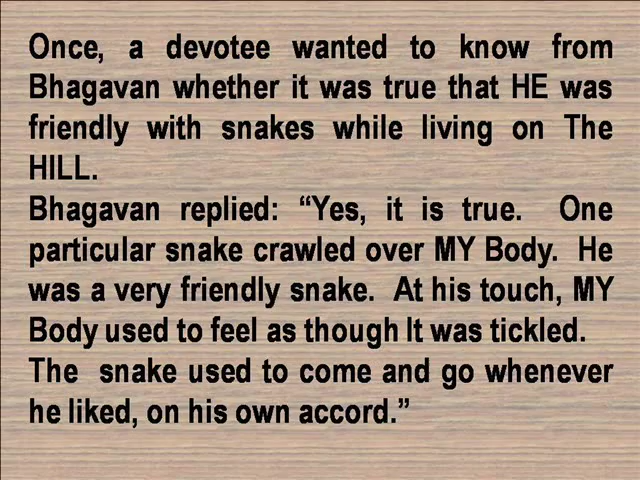 Once, a devotee wanted to know from
Bhagavan whether it was true that HE was
friendly with snakes while living on The
HILL.
Bhagavan replied: “Yes, it is true.  One
particular snake crawled over MY Body.  He
was a very friendly snake.  At his touch, MY
Body used to feel as though It was tickled.
The  snake used to come and go whenever
he liked, on his own accord.”